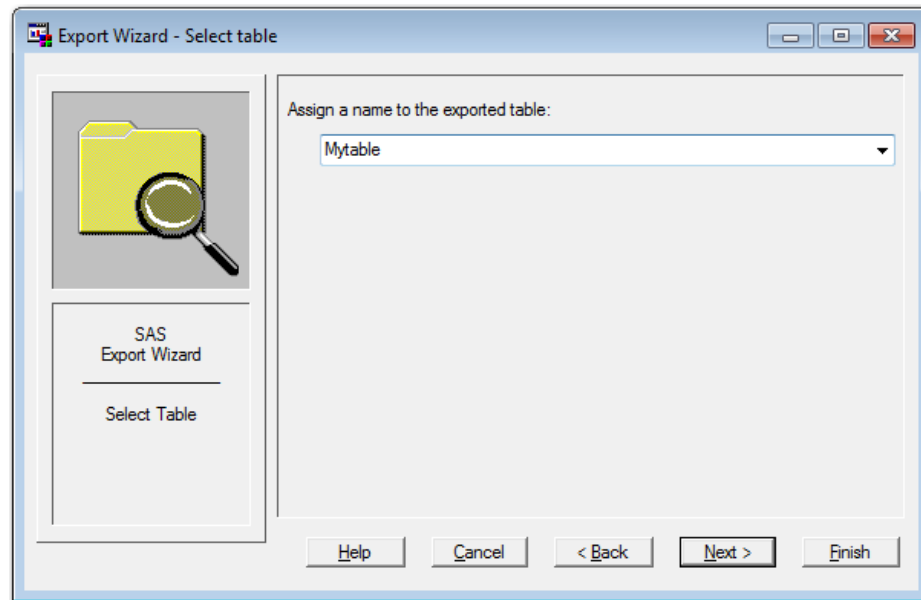 Export Wizard - Select table
Assign a name to the exported table:
Mytable
SAS
Export Wizard
Select Table
Help
Cancel
< Back
Next >
Finish